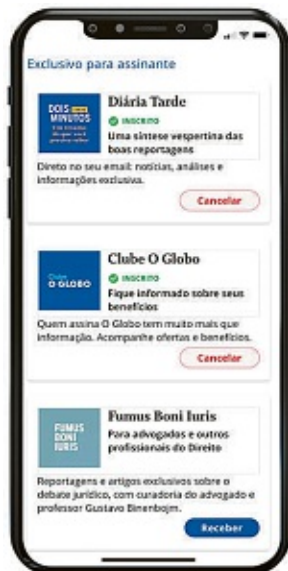 Exclusivo para assinante
DOIS
MINUTOS
Diária Tarde
INSCRITO
Uma síntese vespertina das
boas reportagens
Direto no seu email: notícias, análises e
informações exclusiva.
Cancelar
Clube
O GLOBO
Clube O Globo
INSCRITO
Fique informado sobre seus
benefícios
Quem assina O Globo tem muito mais que
informação. Acompanhe ofertas e benefícios.
Cancelar
FUMUS
BONI
IURIS
Fumus Boni Iuris
Para advogados e outros
profissionais do Direito
Reportagens e artigos exclusivos sobre o
debate jurídico, com curadoria do advogado e
professor Gustavo Binenbojm.
Receber